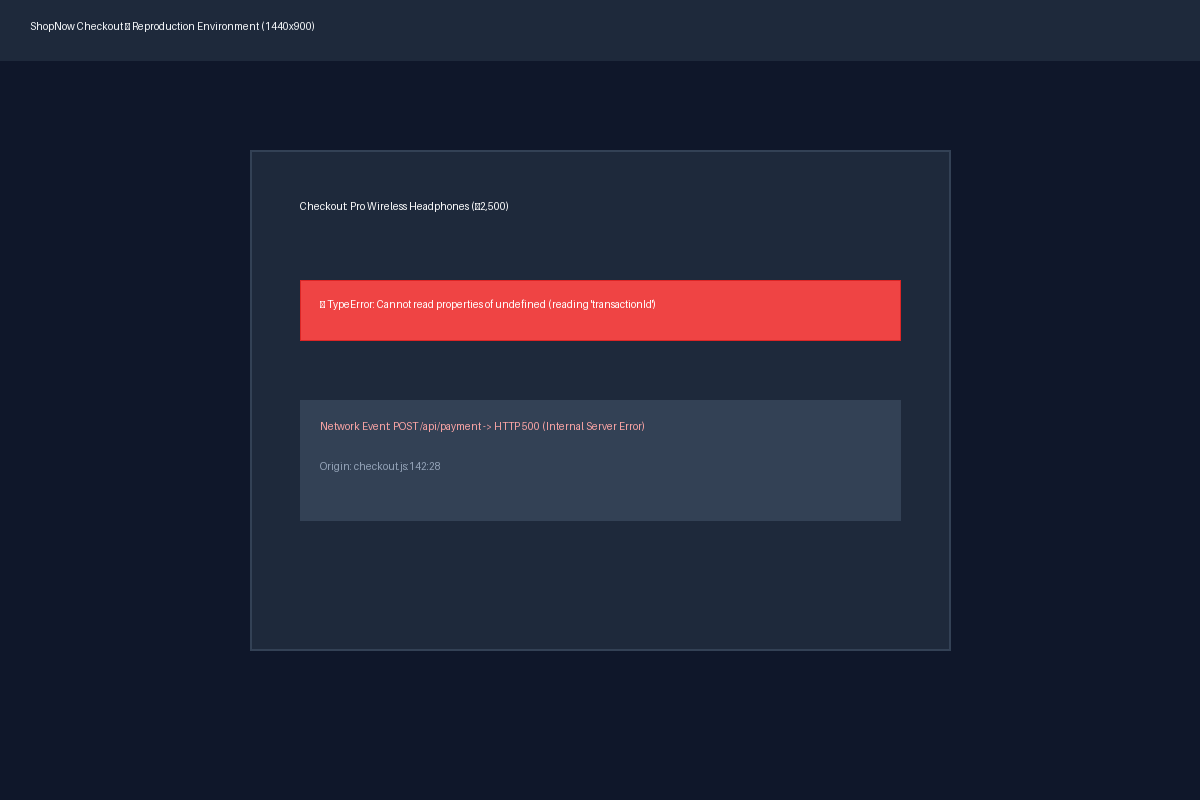 ShopNow Checkout ▯ Reproduction Environment (1440x900)
Checkout: Pro Wireless Headphones (▯2,500)
▯ TypeError: Cannot read properties of undefined (reading 'transactionId')
Network Event: POST /api/payment -> HTTP 500 (Internal Server Error)
Origin: checkout.js:142:28